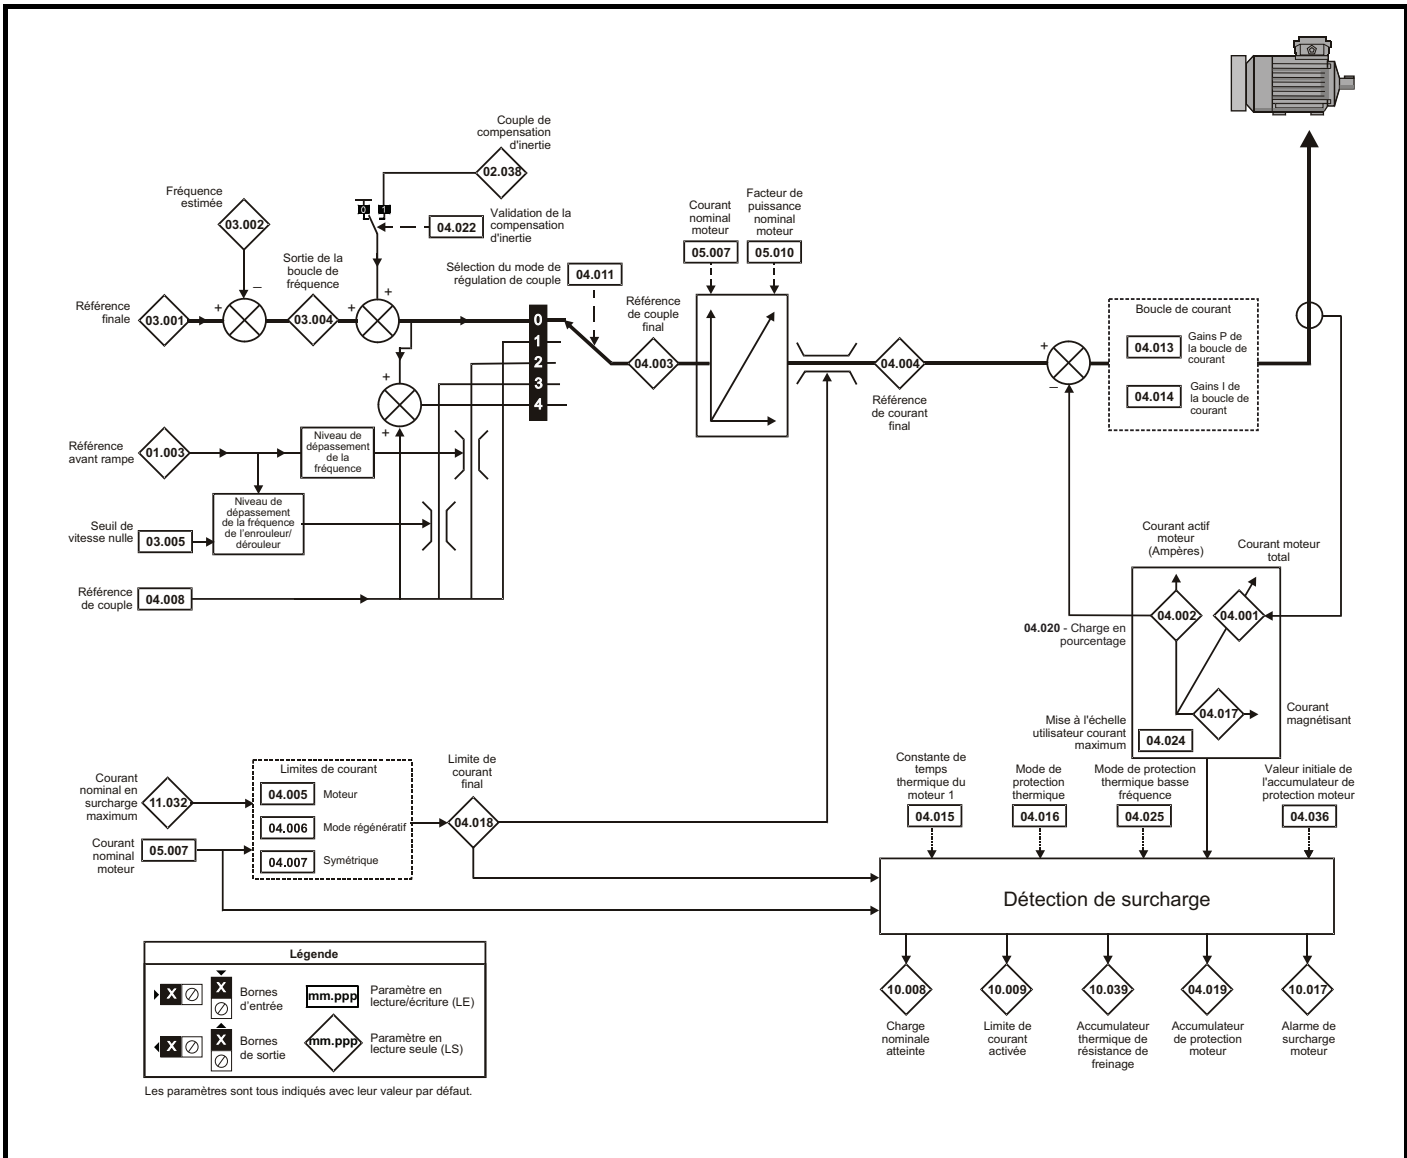 Couple de
compensation
d'inertie
02.038
Fréquence
estimée
03.002
0
1
04.022
Validation de la
compensation
d'inertie
Sortie de la
boucle de
fréquence
Sélection du mode de
régulation de couple
04.011
Courant
nominal
moteur
05.007
Facteur de
puissance
nominal
moteur
05.010
Référence
finale
03.001
+
–
03.004
+
+
0
1
2
3
4
Référence
de couple
final
04.003
04.004
Référence
de courant
final
+
–
Boucle de courant
04.013
Gains P de
la boucle de
courant
04.014
Gains I de
la boucle de
courant
+
+
Référence
avant rampe
01.003
Niveau de
dépassement
de la
fréquence
Niveau de
dépassement
de la fréquence
de l'enrouleur/
dérouleur
Seuil de
vitesse nulle
03.005
Référence
de couple
04.008
Courant actif
moteur
(Ampères)
Courant moteur
total
04.002
04.001
04.020 - Charge en
pourcentage
04.017
Courant
magnétisant
Mise à l'échelle
utilisateur courant
maximum
04.024
Courant
nominal en
surcharge
maximum
11.032
Courant
nominal
moteur
05.007
Limites de courant
04.005
Moteur
04.006
Mode régénératif
04.007
Symétrique
Limite de
courant
final
04.018
Constante de
temps
thermique du
moteur 1
04.015
Mode de
protection
thermique
04.016
Mode de protection
thermique basse
fréquence
04.025
Valeur initiale de
l'accumulateur de
protection moteur
04.036
Détection de surcharge
10.008
Charge
nominale
atteinte
10.009
Limite de
courant
activée
10.039
Accumulateur
thermique de
résistance de
freinage
04.019
Accumulateur
de protection
moteur
10.017
Alarme de
surcharge
moteur
Légende
X
X
Bornes
d'entrée
mm.ppp
Paramètre en
lecture/écriture (LE)
X
X
Bornes
de sortie
mm.ppp
Paramètre en
lecture seule (LS)
Les paramètres sont tous indiqués avec leur valeur par défaut.